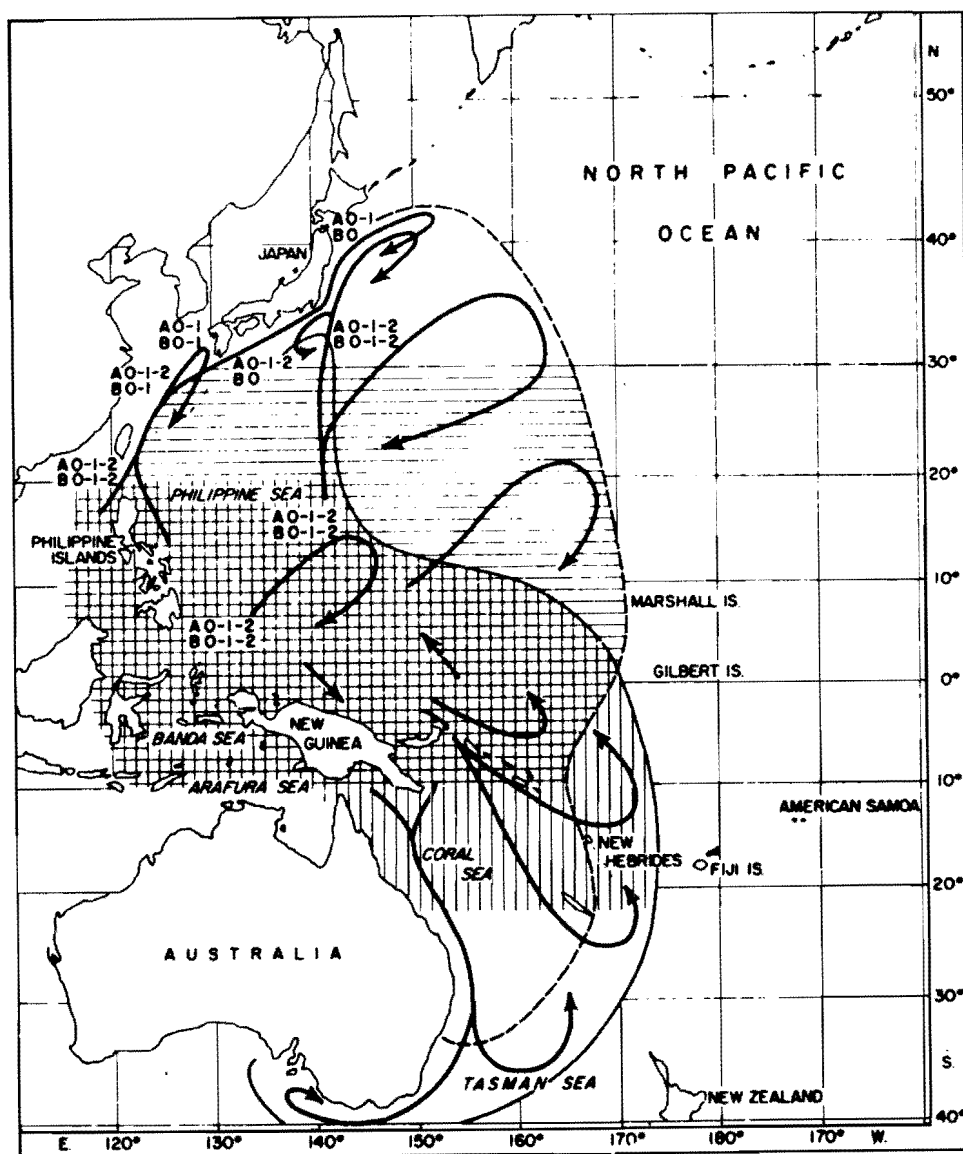 N
50°
NORTH PACIFIC
OCEAN
AO-1
BO
JAPAN
40°
AO-1
BO-1
AO-1-2
BO-1-2
AO-1-2
BO
AO-1-2
BO-1
30°
AO-1-2
BO-1-2
20°
PHILIPPINE SEA
AO-1-2
BO-1-2
PHILIPPINE
ISLANDS
10°
MARSHALL IS.
AO-1-2
BO-1-2
GILBERT IS.
0°
NEW
GUINEA
BANDA SEA
ARAFURA SEA
10°
AMERICAN SAMOA
NEW
HEBRIDES
FIJI IS.
CORAL
SEA
20°
AUSTRALIA
30°
S.
TASMAN SEA
NEW ZEALAND
40°
E. 120° 130° 140° 150° 160° 170° 180° 170° W.